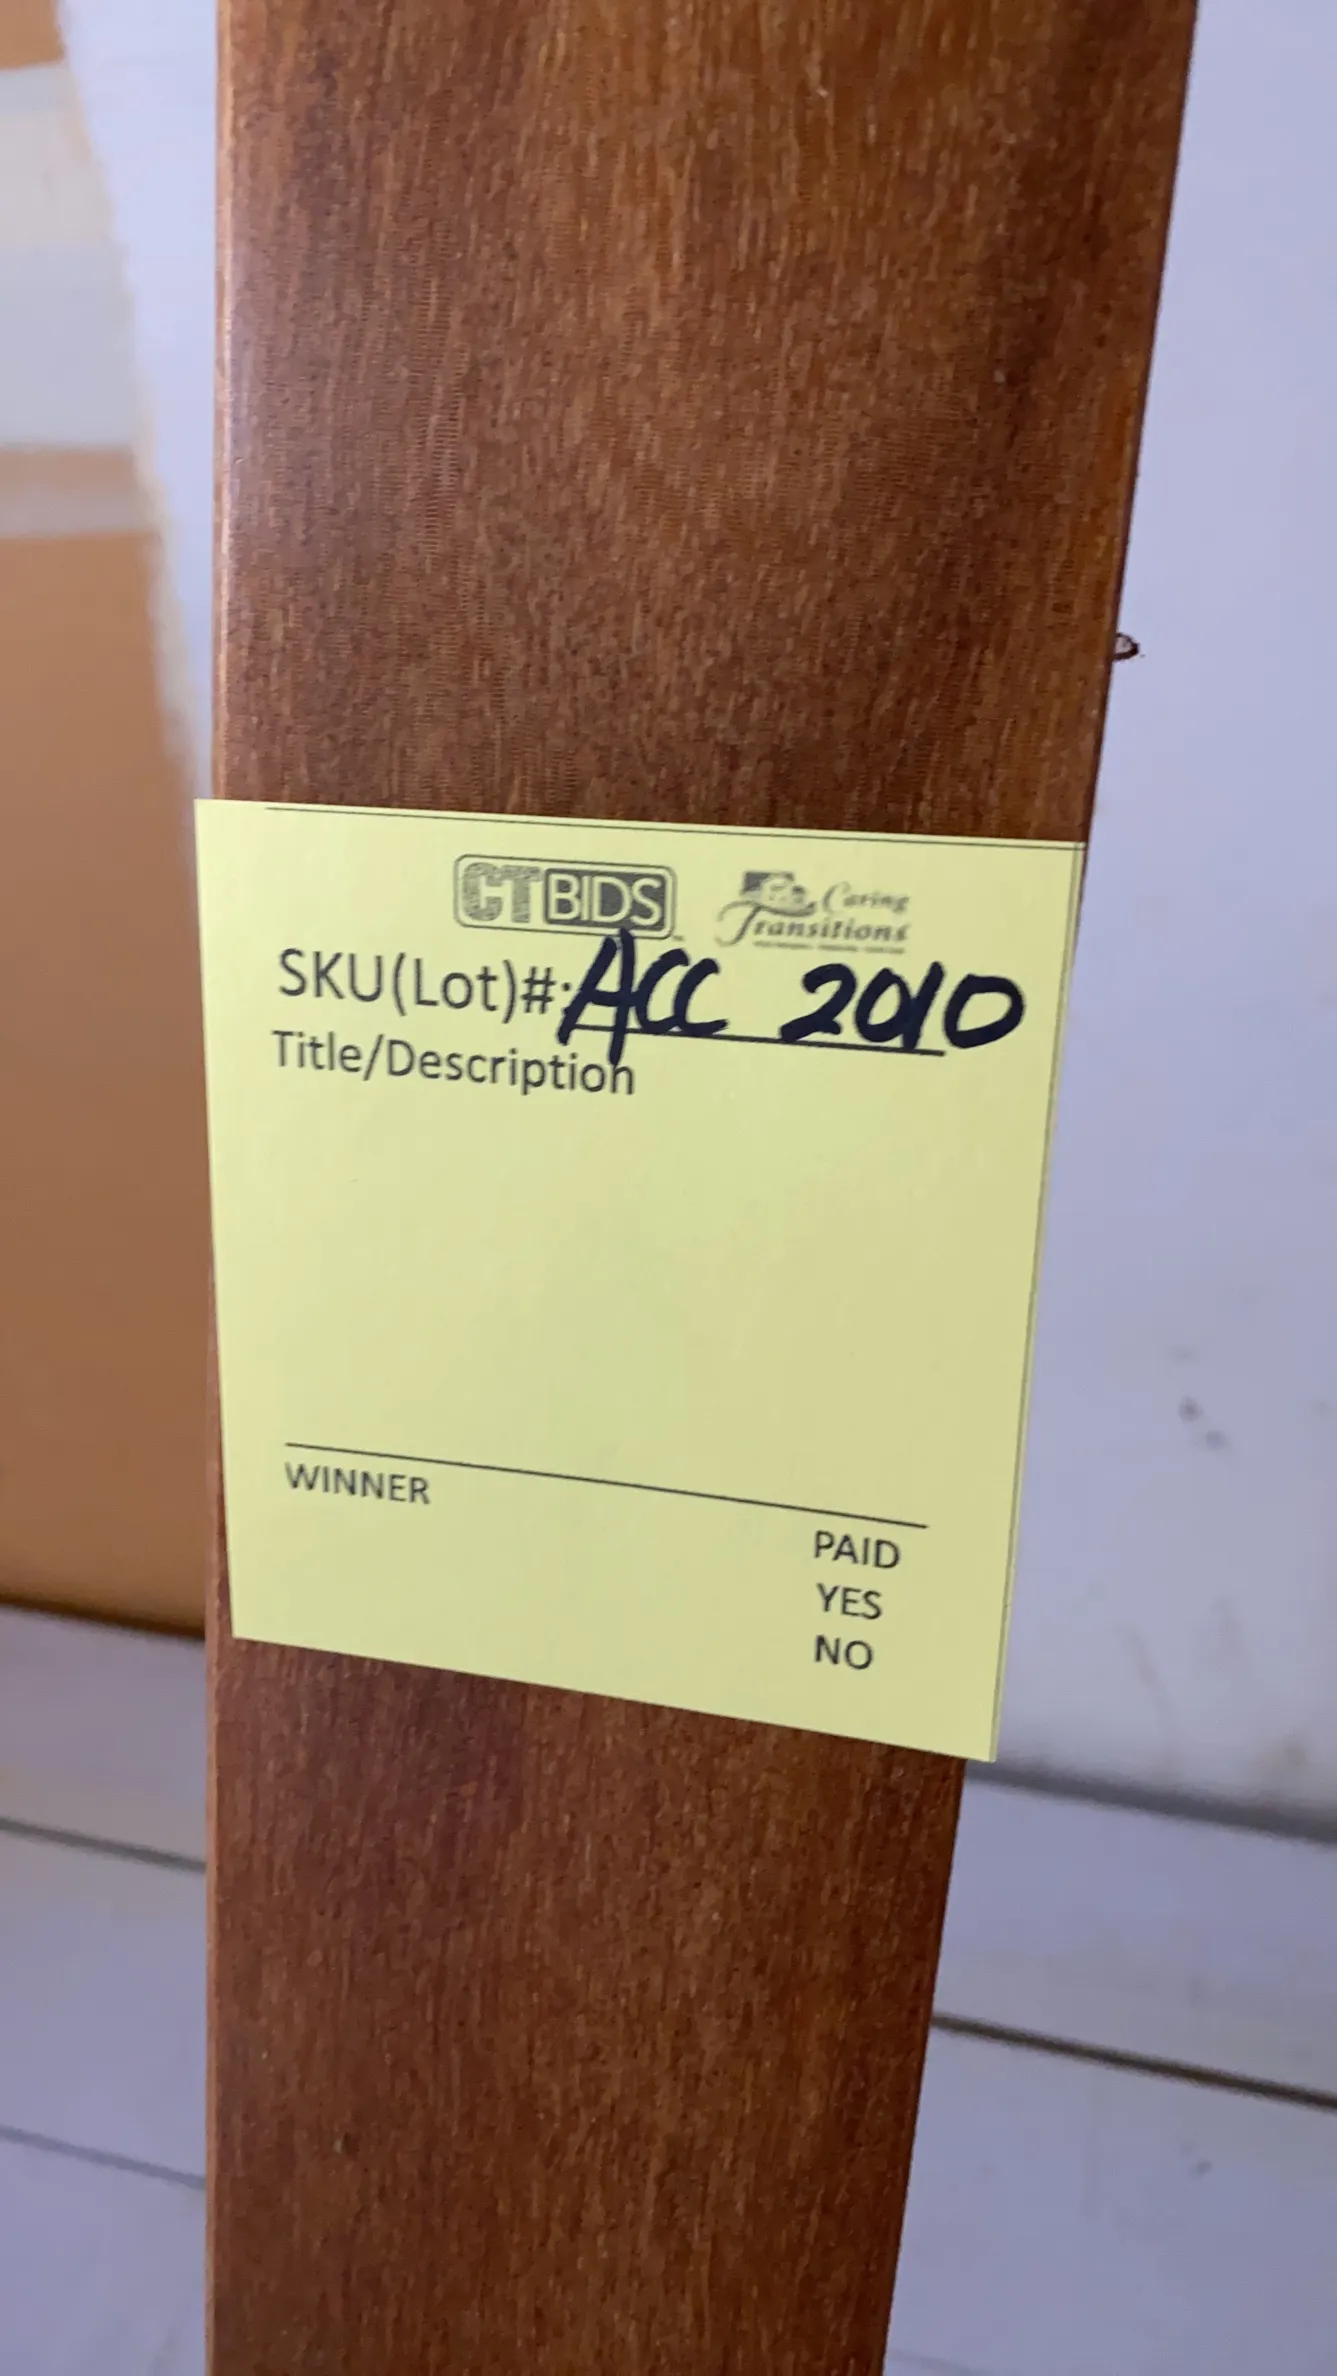 CTBIDS Caring Transitions
SKU(Lot)#: ACC 2010
Title/Description
WINNER
PAID
YES
NO